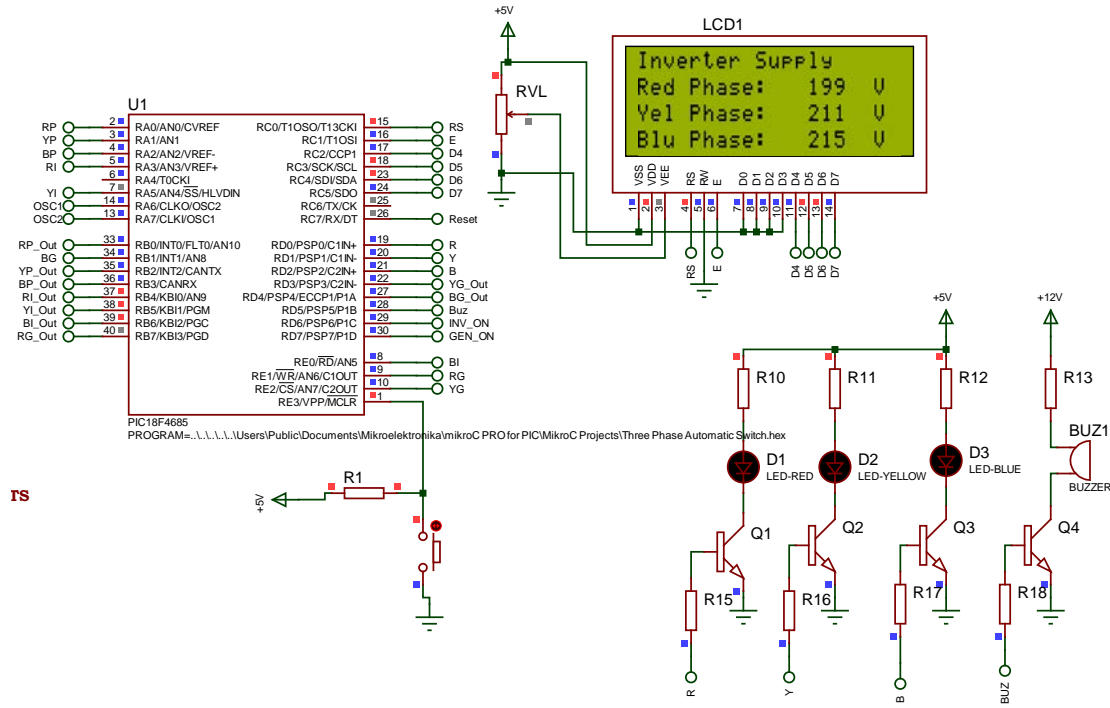 +5V
LCD1
Inverter Supply
Red Phase: 199 V
Yel Phase: 211 V
Blu Phase: 215 V
RVL
VSS VDD VEE RS RW E D0 D1 D2 D3 D4 D5 D6 D7
1 2 3 4 5 6 7 8 9 10 11 12 13 14
RS E D4 D5 D6 D7
U1
RP 2 RA0/AN0/CVREF RC0/T1OSO/T13CKI 15 RS
YP 3 RA1/AN1 RC1/T1OSI 16 E
BP 4 RA2/AN2/VREF- RC2/CCP1 17 D4
RI 5 RA3/AN3/VREF+ RC3/SCK/SCL 18 D5
6 RA4/T0CKI RC4/SDI/SDA 23 D6
YI 7 RA5/AN4/SS/HLVDIN RC5/SDO 24 D7
OSC1 14 RA6/CLKO/OSC2 RC6/TX/CK 25
OSC2 13 RA7/CLKI/OSC1 RC7/RX/DT 26 Reset
RP_Out 33 RB0/INT0/FLT0/AN10 RD0/PSP0/C1IN+ 19 R
BG 34 RB1/INT1/AN8 RD1/PSP1/C1IN- 20 Y
YP_Out 35 RB2/INT2/CANTX RD2/PSP2/C2IN+ 21 B
BP_Out 36 RB3/CANRX RD3/PSP3/C2IN- 22 YG_Out
RI_Out 37 RB4/KBI0/AN9 RD4/PSP4/ECCP1/P1A 27 BG_Out
YI_Out 38 RB5/KBI1/PGM RD5/PSP5/P1B 28 Buz
BI_Out 39 RB6/KBI2/PGC RD6/PSP6/P1C 29 INV_ON
RG_Out 40 RB7/KBI3/PGD RD7/PSP7/P1D 30 GEN_ON
RE0/RD/AN5 8 BI
RE1/WR/AN6/C1OUT 9 RG
RE2/CS/AN7/C2OUT 10 YG
RE3/VPP/MCLR 1
PIC18F4685
PROGRAM=..\..\..\..\..\Users\Public\Documents\Mikroelektronika\mikroC PRO for PIC\MikroC Projects\Three Phase Automatic Switch.hex
rs
+5V
R1
+5V +12V
R10 R11 R12 R13
D1 D2 D3 BUZ1
LED-RED LED-YELLOW LED-BLUE BUZZER
Q1 Q2 Q3 Q4
R15 R16 R17 R18
R Y B BUZ